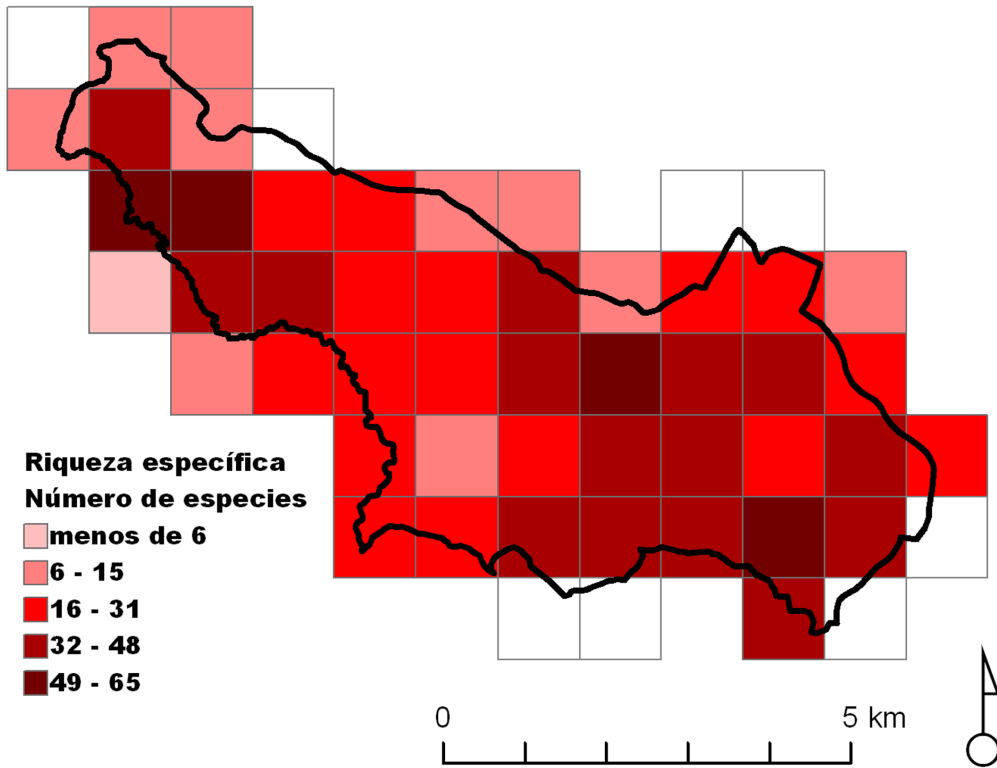 Riqueza específica
Número de especies
menos de 6
6 - 15
16 - 31
32 - 48
49 - 65
0 5 km